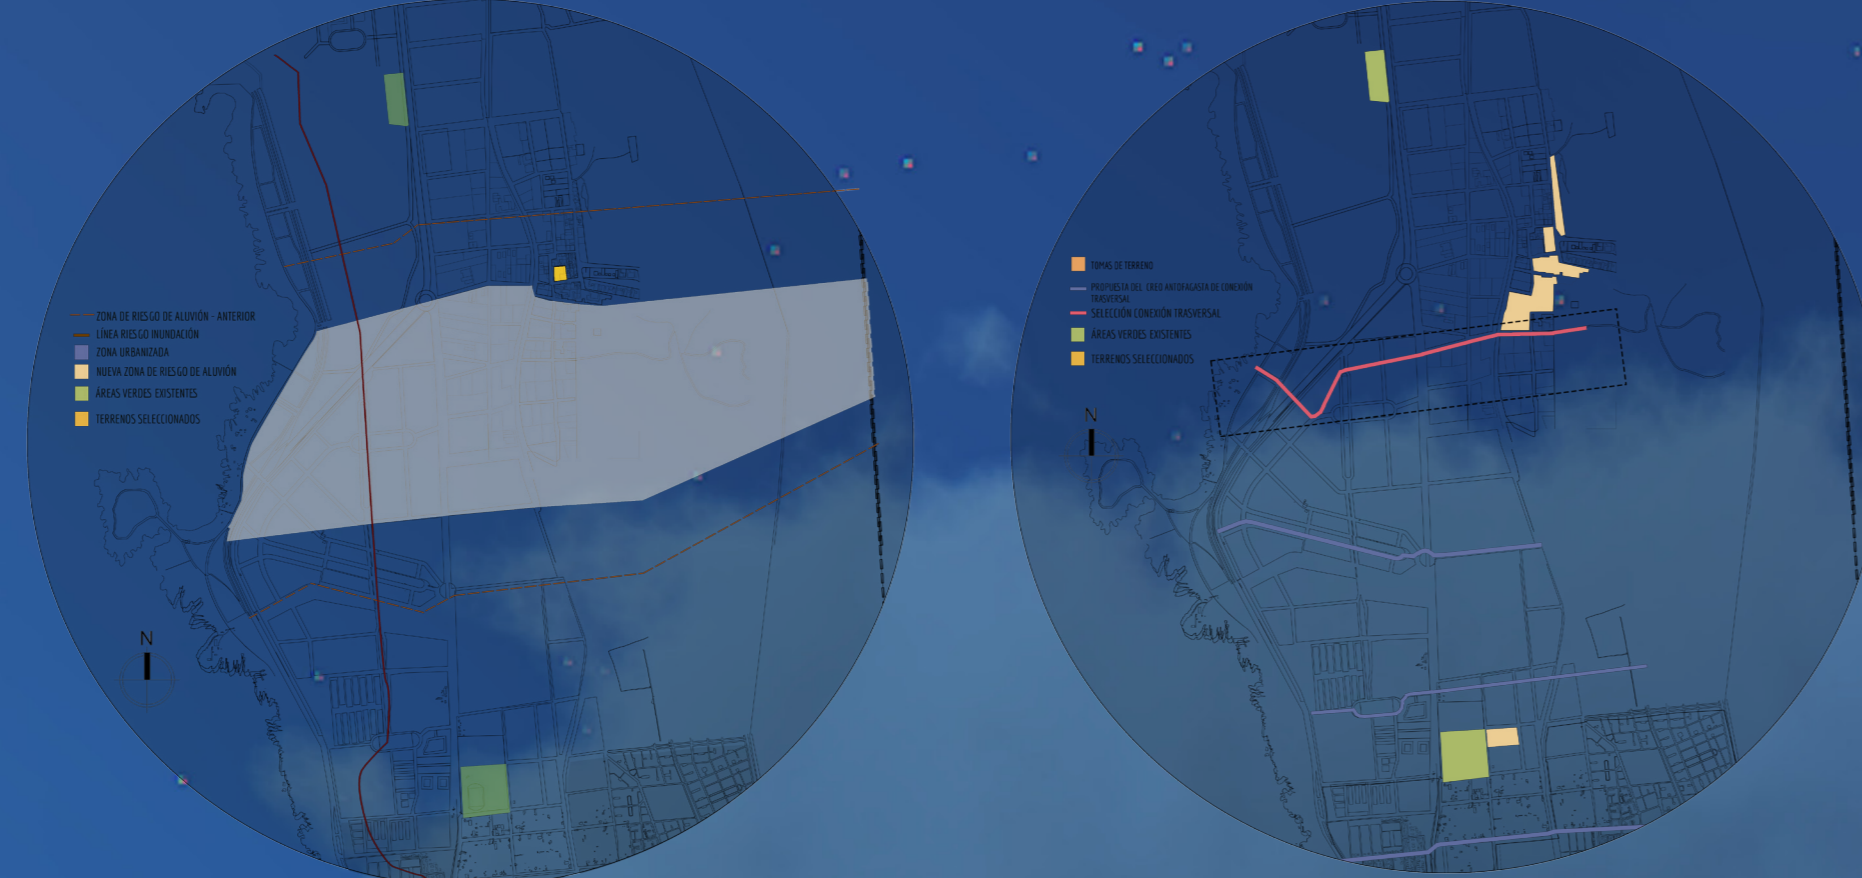 ZONA DE RIESGO DE ALUVIÓN - ANTERIOR
LÍNEA RIESGO INUNDACIÓN
ZONA URBANIZADA
NUEVA ZONA DE RIESGO DE ALUVIÓN
ÁREAS VERDES EXISTENTES
TERRENOS SELECCIONADOS
N
TOMAS DE TERRENO
PROPUESTA DEL CREO ANTOFAGASTA DE CONEXIÓN
TRASVERSAL
SELECCIÓN CONEXIÓN TRASVERSAL
ÁREAS VERDES EXISTENTES
TERRENOS SELECCIONADOS
N